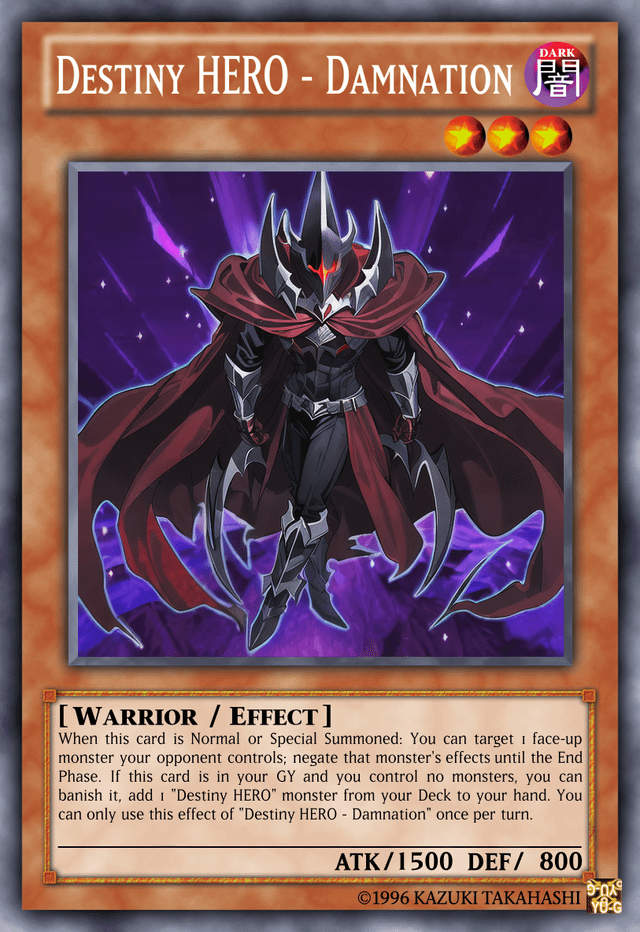 DESTINY HERO - DAMNATION
DARK
闇
[ WARRIOR / EFFECT ]
When this card is Normal or Special Summoned: You can target 1 face-up
monster your opponent controls; negate that monster's effects until the End
Phase. If this card is in your GY and you control no monsters, you can
banish it, add 1 "Destiny HERO" monster from your Deck to your hand. You
can only use this effect of "Destiny HERO - Damnation" once per turn.
ATK/1500 DEF/ 800
©1996 KAZUKI TAKAHASHI